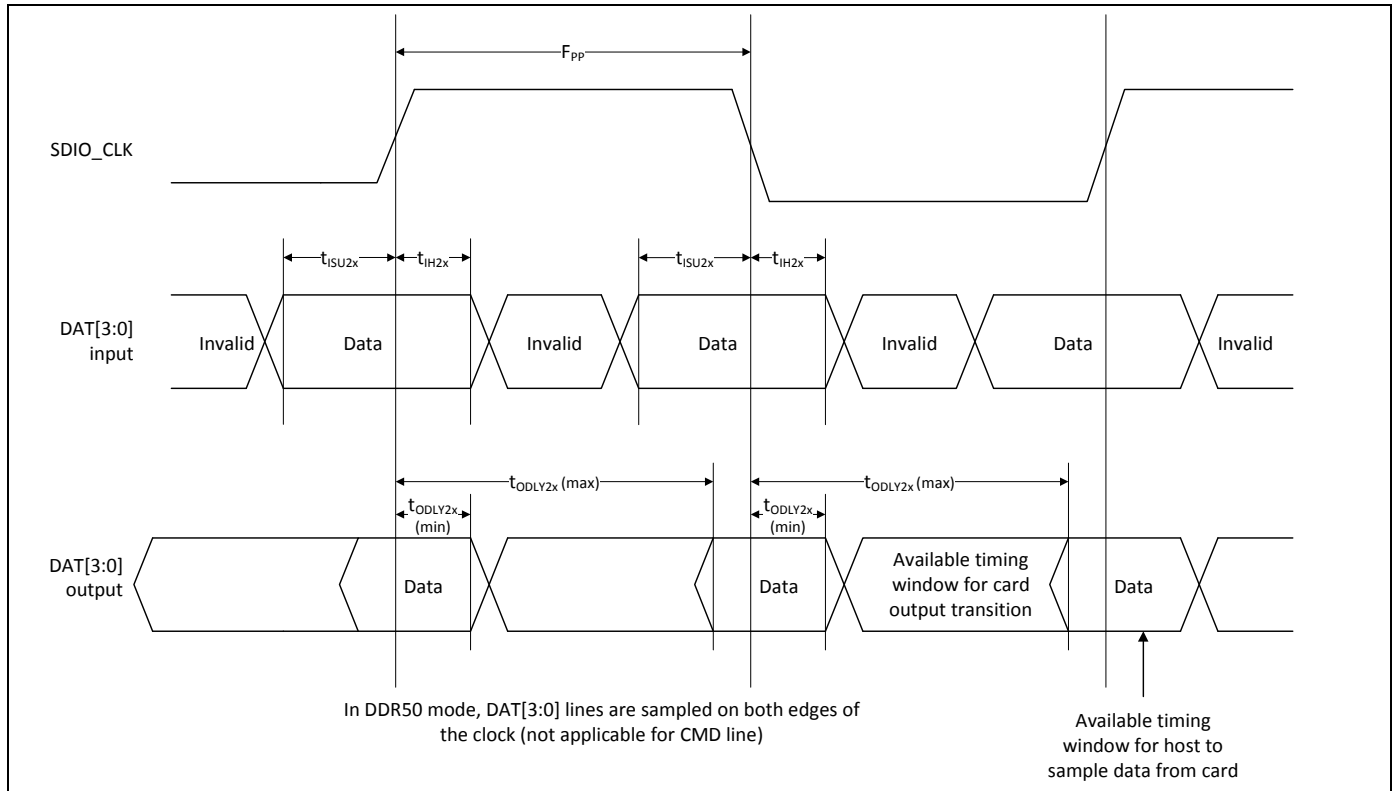 F_PP
SDIO_CLK
t_ISU2x
t_IH2x
t_ISU2x
t_IH2x
DAT[3:0]
input
Invalid
Data
Invalid
Data
Invalid
Data
Invalid
t_ODLY2x (max)
t_ODLY2x (max)
t_ODLY2x
(min)
t_ODLY2x
(min)
DAT[3:0]
output
Data
Data
Available timing
window for card
output transition
Data
In DDR50 mode, DAT[3:0] lines are sampled on both edges of
the clock (not applicable for CMD line)
Available timing
window for host to
sample data from card